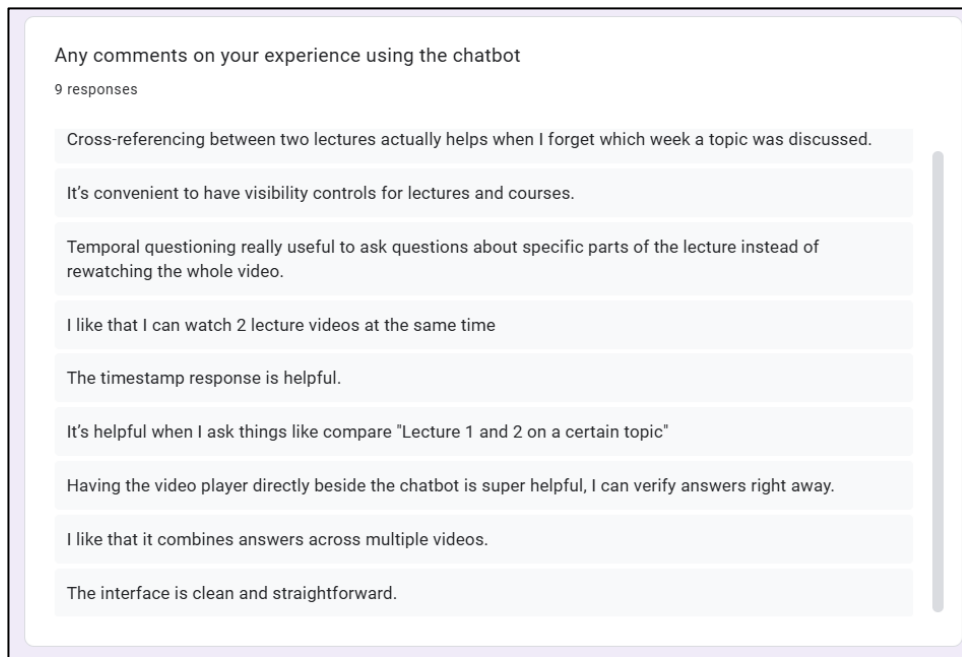 Any comments on your experience using the chatbot
9 responses
Cross-referencing between two lectures actually helps when I forget which week a topic was discussed.
It’s convenient to have visibility controls for lectures and courses.
Temporal questioning really useful to ask questions about specific parts of the lecture instead of
rewatching the whole video.
I like that I can watch 2 lecture videos at the same time
The timestamp response is helpful.
It’s helpful when I ask things like compare "Lecture 1 and 2 on a certain topic"
Having the video player directly beside the chatbot is super helpful, I can verify answers right away.
I like that it combines answers across multiple videos.
The interface is clean and straightforward.